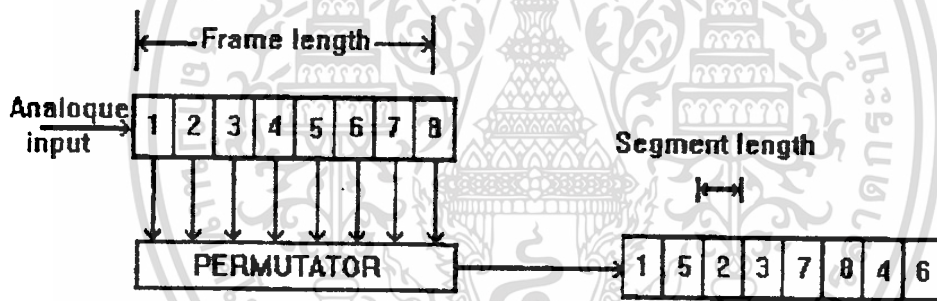 Frame length
Analoque
input
1 2 3 4 5 6 7 8
Segment length
PERMUTATOR
1 5 2 3 7 8 4 6